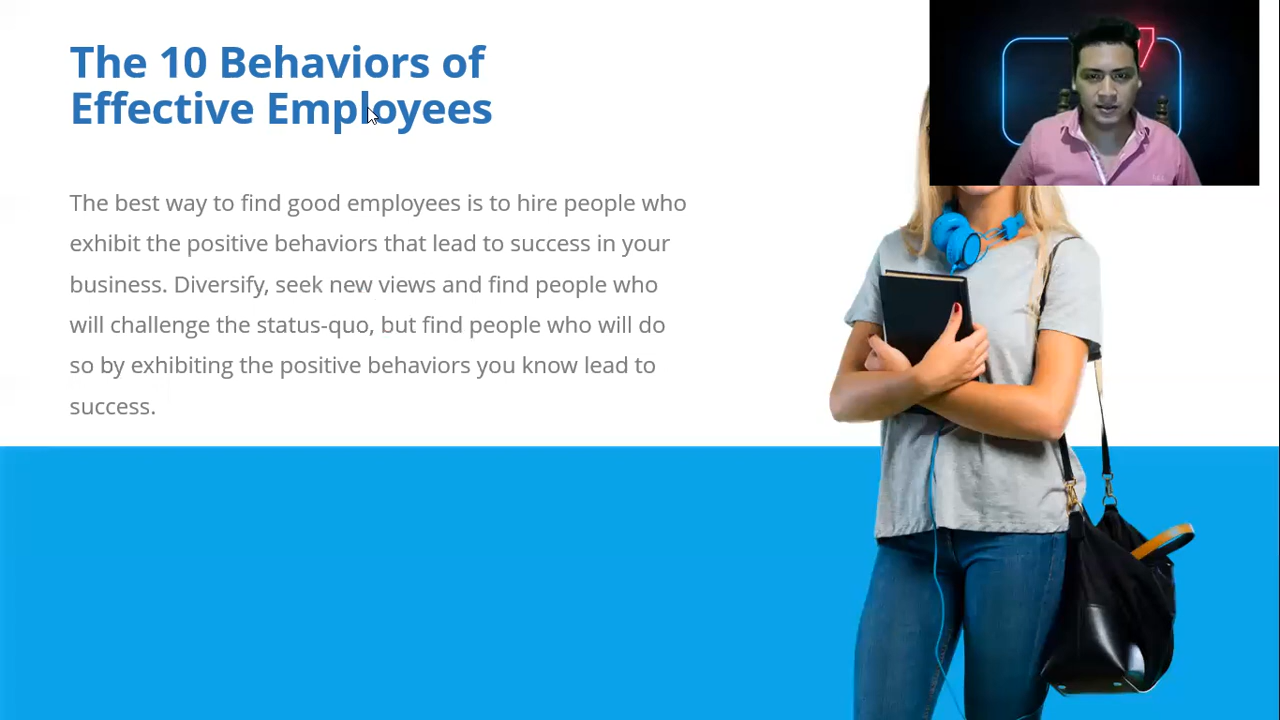 The 10 Behaviors of
Effective Employees
The best way to find good employees is to hire people who
exhibit the positive behaviors that lead to success in your
business. Diversify, seek new views and find people who
will challenge the status-quo, but find people who will do
so by exhibiting the positive behaviors you know lead to
success.